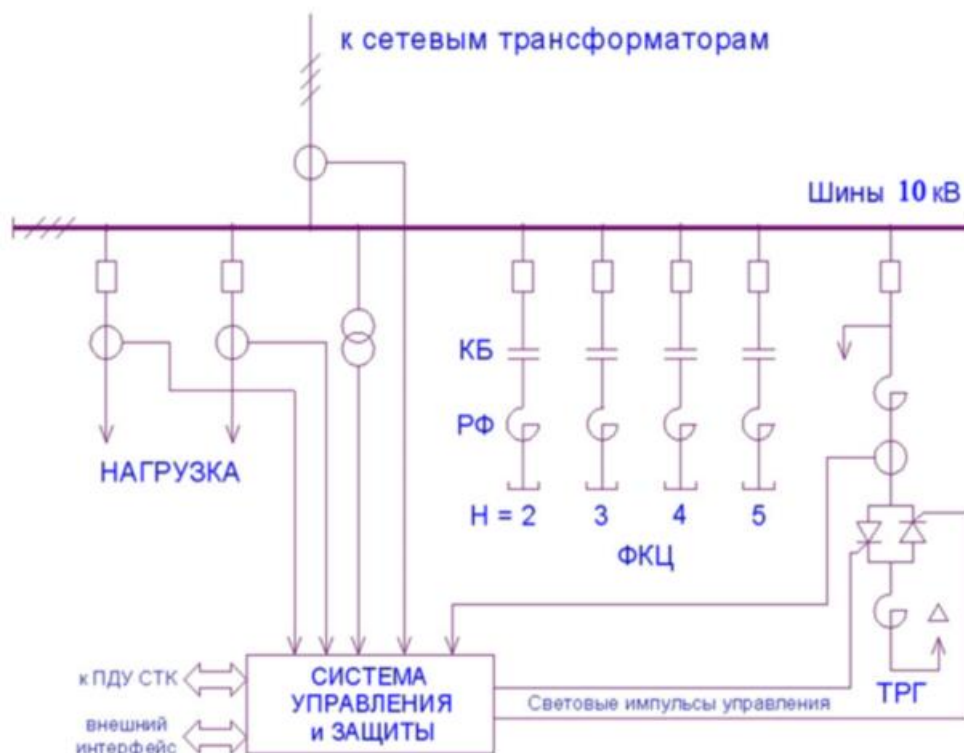 к сетевым трансформаторам
Шины 10 кВ
КБ
РФ
НАГРУЗКА
Н = 2 3 4 5
ФКЦ
ТРГ
к ПДУ СТК
внешний
интерфейс
СИСТЕМА
УПРАВЛЕНИЯ
и ЗАЩИТЫ
Световые импульсы управления